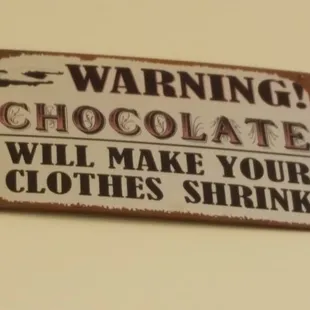 WARNING!
CHOCOLATE
WILL MAKE YOUR
CLOTHES SHRINK